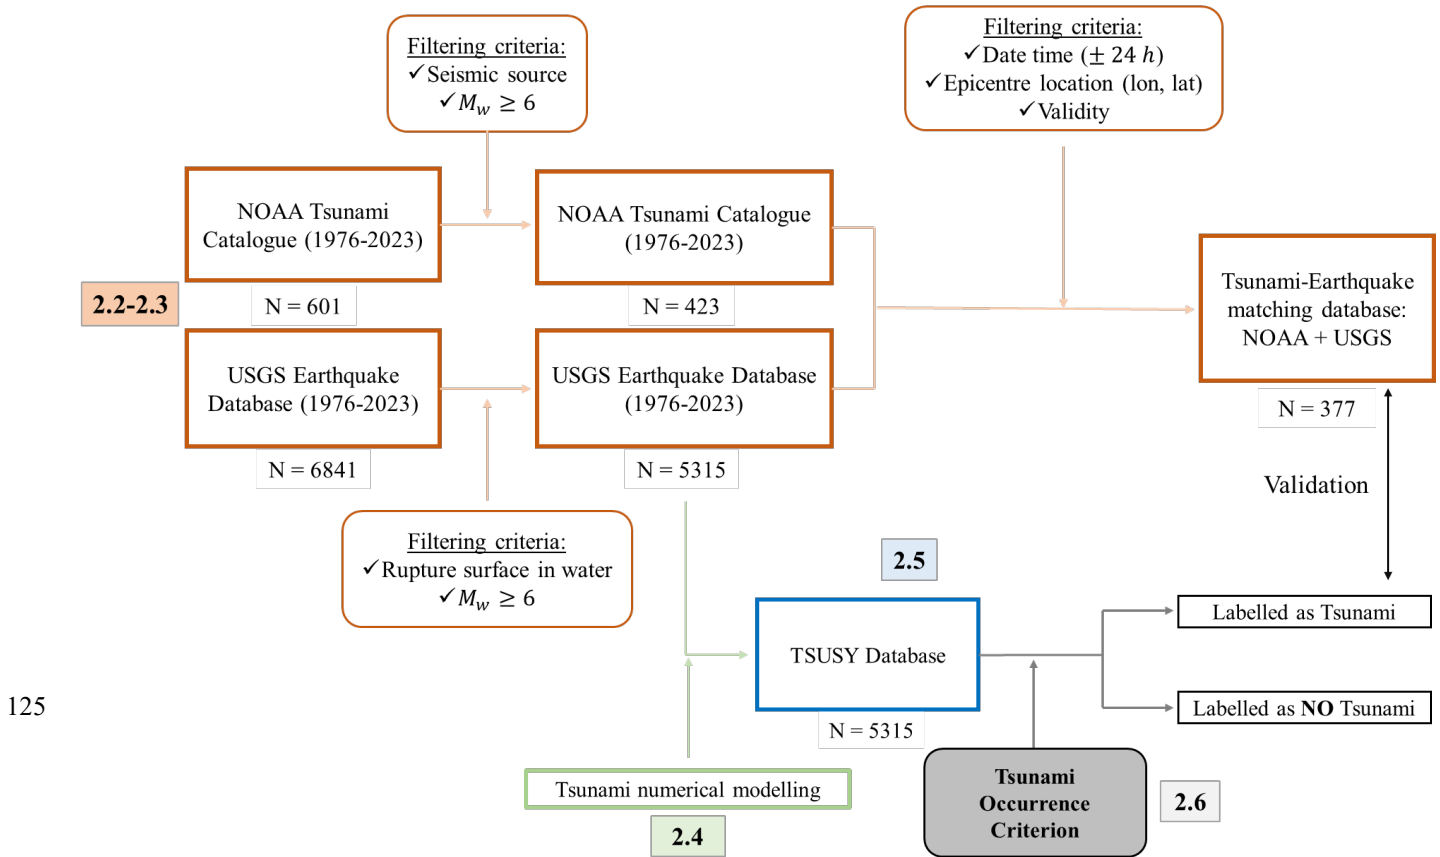 Filtering criteria:
✓Seismic source
✓M_w ≥ 6
Filtering criteria:
✓Date time (± 24 h)
✓Epicentre location (lon, lat)
✓Validity
NOAA Tsunami
Catalogue (1976-2023)
N = 601
NOAA Tsunami Catalogue
(1976-2023)
N = 423
Tsunami-Earthquake
matching database:
NOAA + USGS
N = 377
2.2-2.3
USGS Earthquake
Database (1976-2023)
N = 6841
USGS Earthquake Database
(1976-2023)
N = 5315
Validation
Filtering criteria:
✓Rupture surface in water
✓M_w ≥ 6
2.5
TSUSY Database
N = 5315
Labelled as Tsunami
Labelled as NO Tsunami
125
Tsunami numerical modelling
2.4
Tsunami
Occurrence
Criterion
2.6